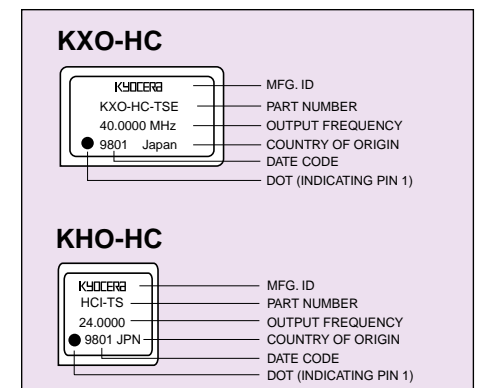 KXO-HC
KYOCERA
KXO-HC-TSE
40.0000 MHz
9801 Japan
MFG. ID
PART NUMBER
OUTPUT FREQUENCY
COUNTRY OF ORIGIN
DATE CODE
DOT (INDICATING PIN 1)
KHO-HC
KYOCERA
HCI-TS
24.0000
9801 JPN
MFG. ID
PART NUMBER
OUTPUT FREQUENCY
COUNTRY OF ORIGIN
DATE CODE
DOT (INDICATING PIN 1)